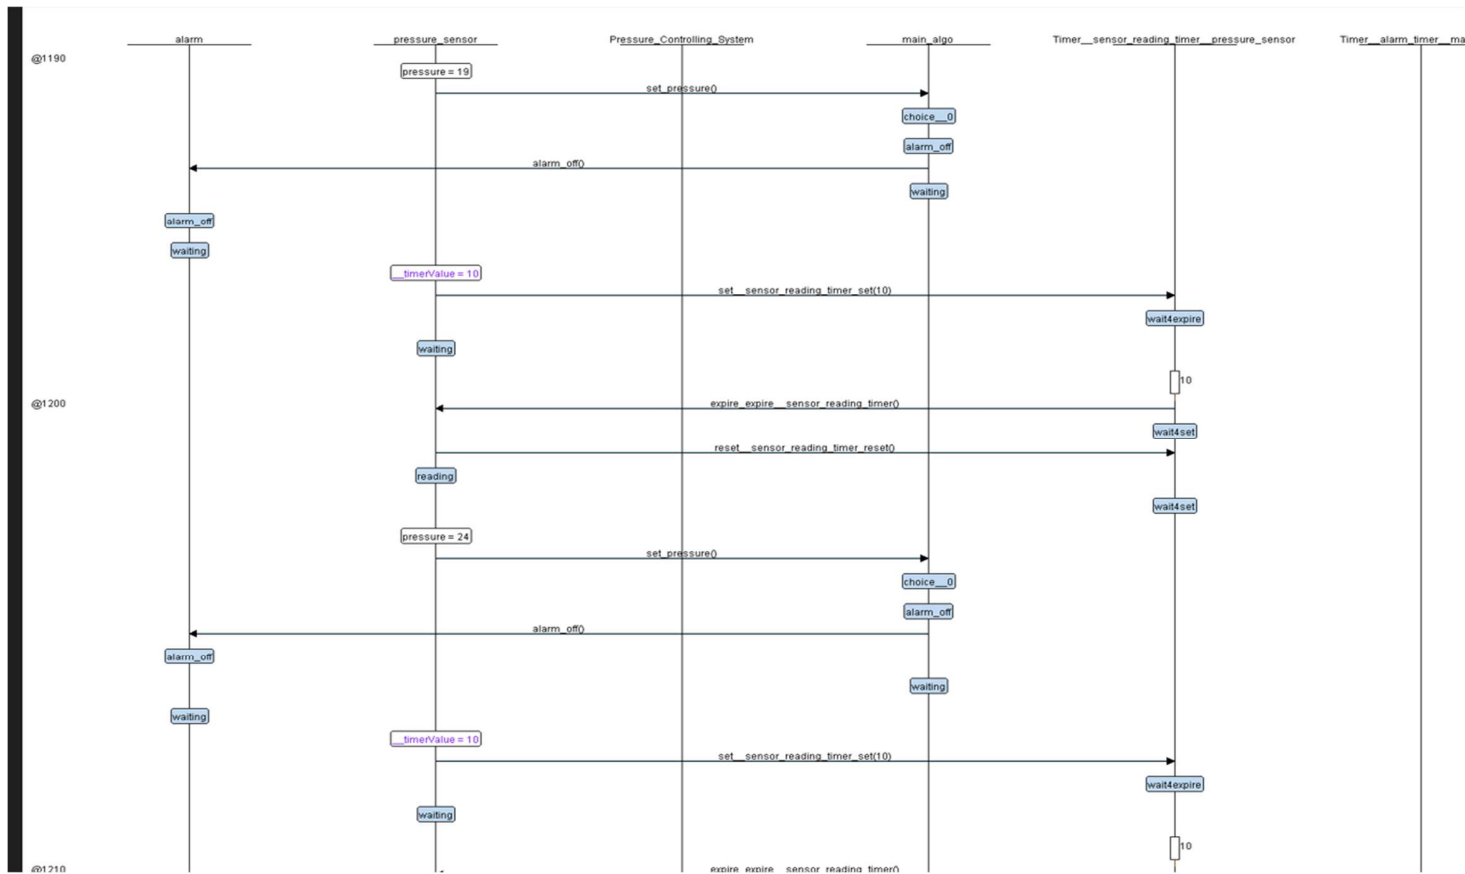 alarm pressure_sensor Pressure_Controlling_System main_algo Timer__sensor_reading_timer__pressure_sensor Timer__alarm_timer__ma
@1190
pressure = 19
set_pressure()
choice__0
alarm_off
alarm_off()
waiting
alarm_off
waiting
__timerValue = 10
set__sensor_reading_timer_set(10)
wait4expire
waiting
10
@1200
expire_expire__sensor_reading_timer()
wait4set
reset__sensor_reading_timer_reset()
reading
wait4set
pressure = 24
set_pressure()
choice__0
alarm_off
alarm_off()
alarm_off
waiting
waiting
__timerValue = 10
set__sensor_reading_timer_set(10)
wait4expire
waiting
10
@1210
expire_expire__sensor_reading_timer()